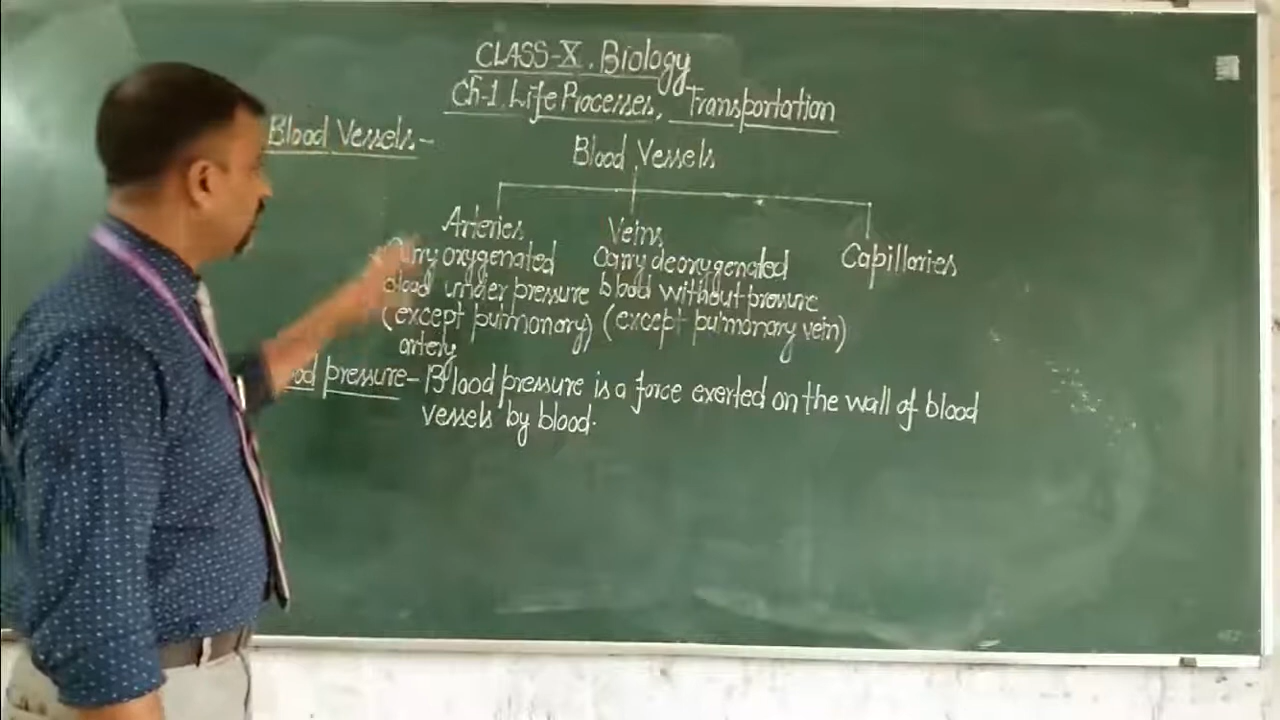 CLASS-X. Biology
Ch-1. Life Processes, Transportation
Blood Vessels-
Blood Vessels
Arteries Veins Capillories
Carry oxygenated carry deoxygenated
blood under pressure blood without pressure
(except pulmonary) (except pulmonary vein)
artery
pressure- Blood pressure is a force exerted on the wall of blood
vessels by blood.